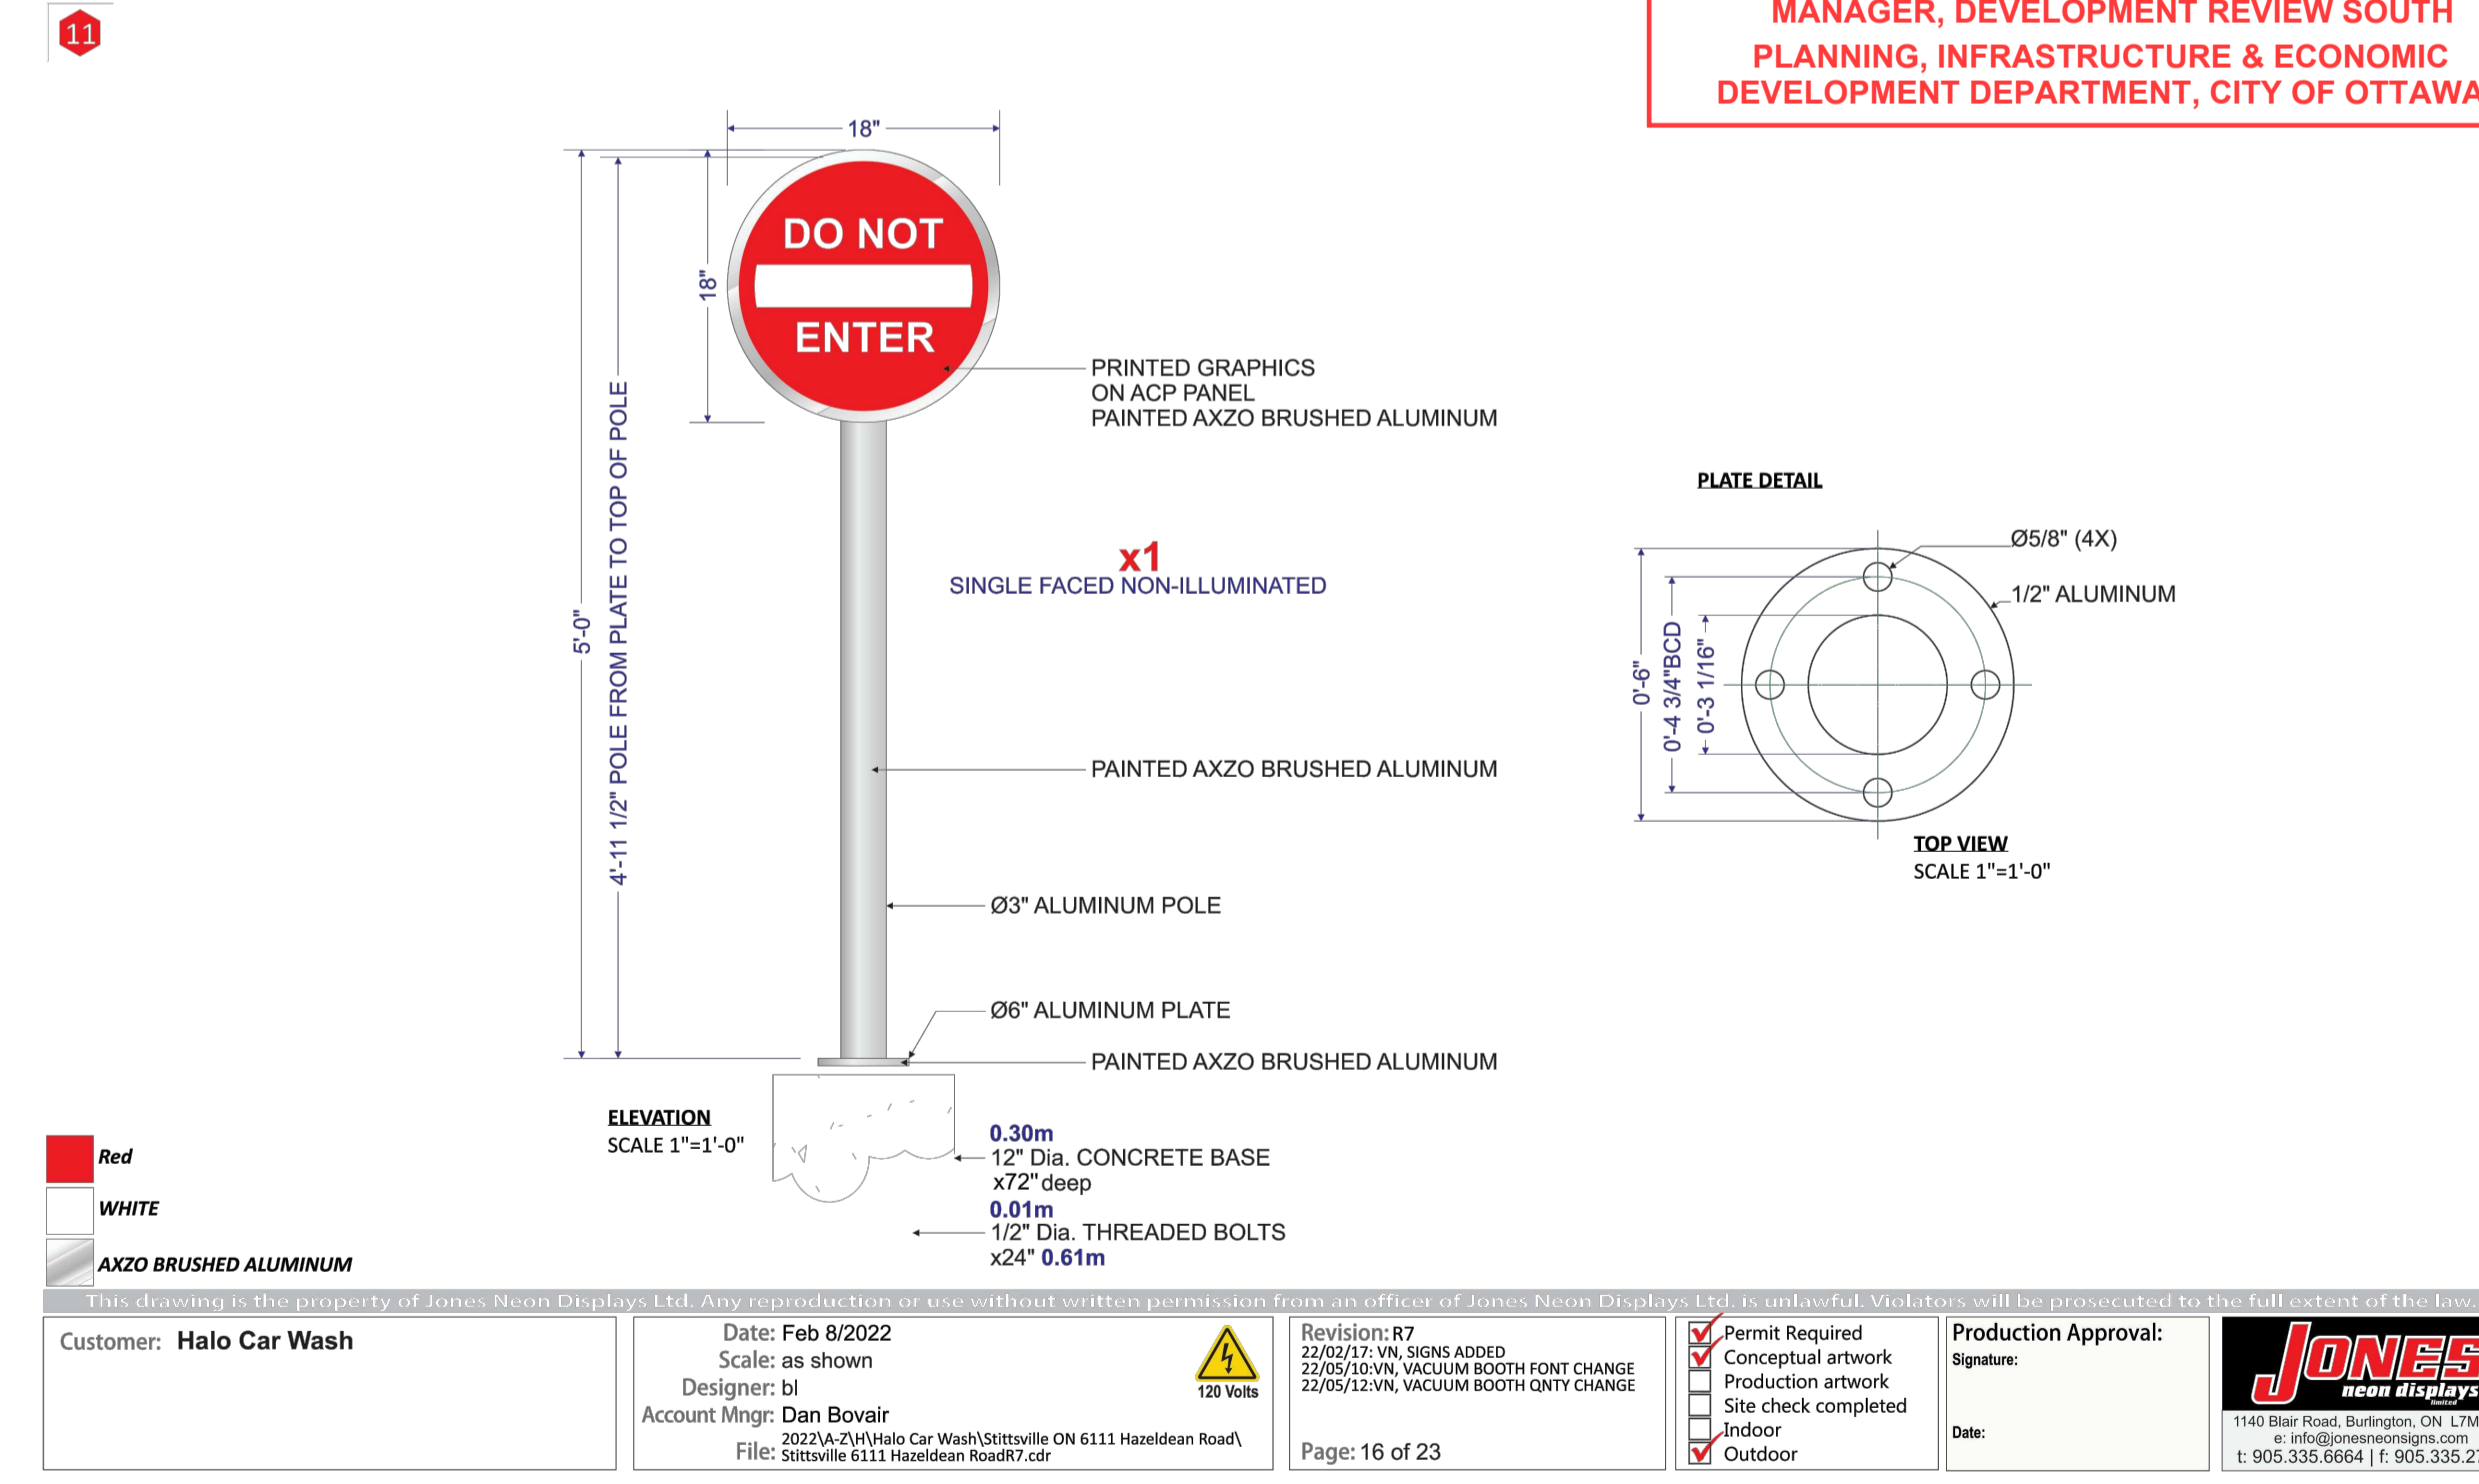 11
MANAGER, DEVELOPMENT REVIEW SOUTH
PLANNING, INFRASTRUCTURE & ECONOMIC
DEVELOPMENT DEPARTMENT, CITY OF OTTAWA
18"
18"
5'-0"
4'-11 1/2" POLE FROM PLATE TO TOP OF POLE
DO NOT
ENTER
PRINTED GRAPHICS
ON ACP PANEL
PAINTED AXZO BRUSHED ALUMINUM
x1
SINGLE FACED NON-ILLUMINATED
PAINTED AXZO BRUSHED ALUMINUM
Ø3" ALUMINUM POLE
Ø6" ALUMINUM PLATE
PAINTED AXZO BRUSHED ALUMINUM
PLATE DETAIL
Ø5/8" (4X)
1/2" ALUMINUM
0'-6"
0'-4 3/4"BCD
0'-3 1/16"
TOP VIEW
SCALE 1"=1'-0"
ELEVATION
SCALE 1"=1'-0"
0.30m
12" Dia. CONCRETE BASE
x72" deep
0.01m
1/2" Dia. THREADED BOLTS
x24" 0.61m
Red
WHITE
AXZO BRUSHED ALUMINUM
This drawing is the property of Jones Neon Displays Ltd. Any reproduction or use without written permission from an officer of Jones Neon Displays Ltd. is unlawful. Violators will be prosecuted to the full extent of the law.
Customer: Halo Car Wash
Date: Feb 8/2022
Scale: as shown
Designer: bl
Account Mngr: Dan Bovair
File: 2022\A-Z\H\Halo Car Wash\Stittsville ON 6111 Hazeldean Road\
Stittsville 6111 Hazeldean RoadR7.cdr
120 Volts
Revision: R7
22/02/17: VN, SIGNS ADDED
22/05/10:VN, VACUUM BOOTH FONT CHANGE
22/05/12:VN, VACUUM BOOTH QNTY CHANGE
Page: 16 of 23
Permit Required
Conceptual artwork
Production artwork
Site check completed
Indoor
Outdoor
Production Approval:
Signature:
Date:
JONES
neon displays
limited
1140 Blair Road, Burlington, ON L7M
e: info@jonesneonsigns.com
t: 905.335.6664 | f: 905.335.2